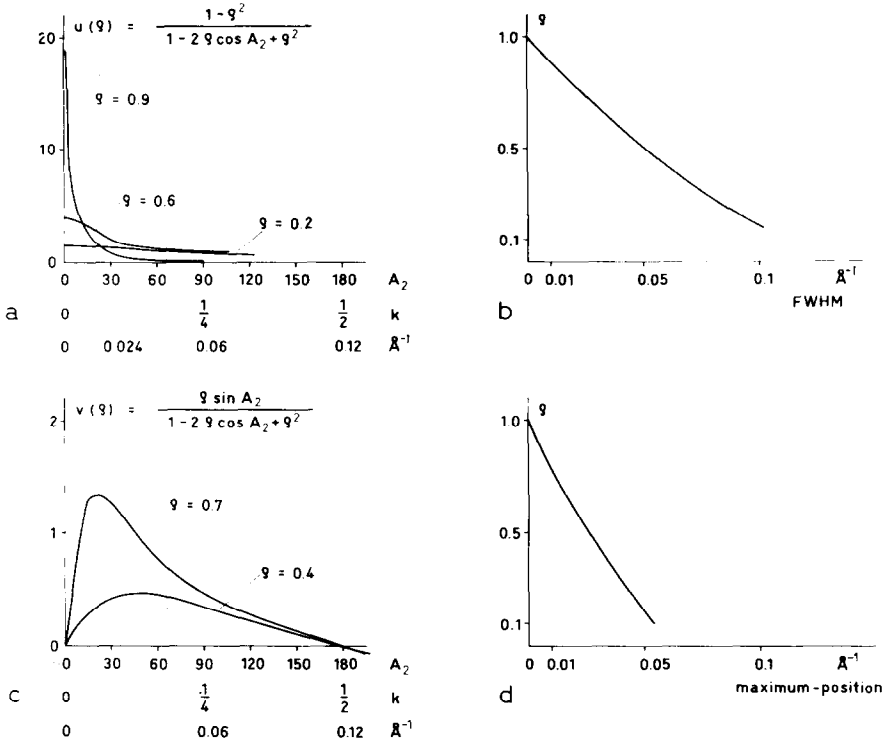 u(ϱ) = 1-ϱ² / 1-2ϱcos A₂+ϱ²
20
10
0
ϱ = 0.9
ϱ = 0.6
ϱ = 0.2
0 30 60 90 120 150 180 A₂
0 1/4 1/2 k
0 0.024 0.06 0.12 Å⁻¹
a
ϱ
1.0
0.5
0.1
0 0.01 0.05 0.1 Å⁻¹
FWHM
b
v(ϱ) = ϱ sin A₂ / 1-2ϱcos A₂+ϱ²
2
1
0
ϱ = 0.7
ϱ = 0.4
0 30 60 90 120 150 180 A₂
0 1/4 1/2 k
0 0.06 0.12 Å⁻¹
c
ϱ
1.0
0.5
0.1
0 0.01 0.05 0.1 Å⁻¹
maximum-position
d